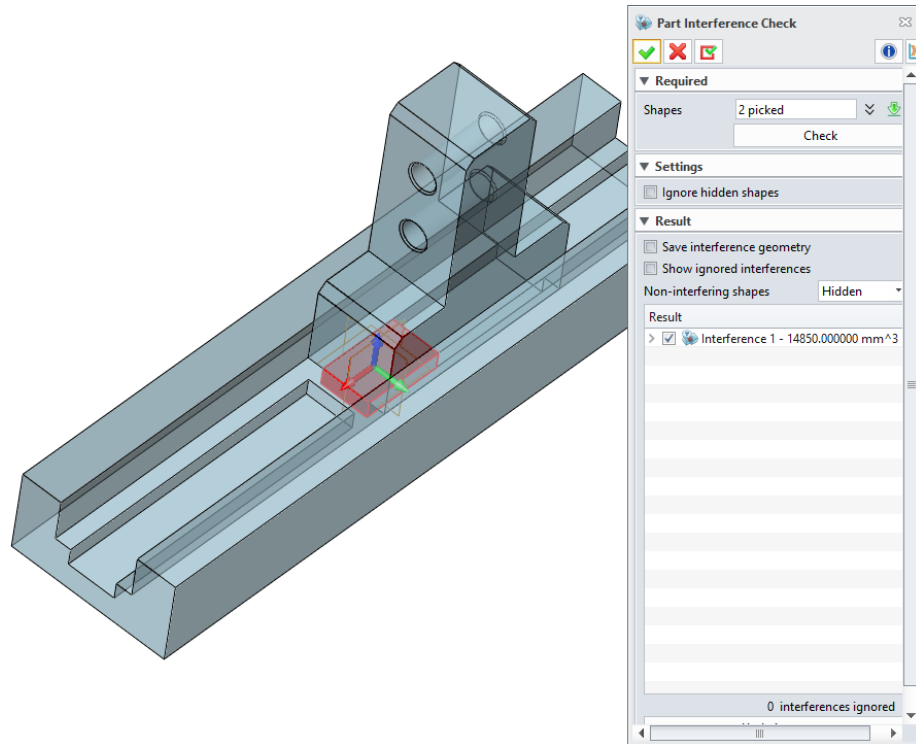 Part Interference Check
Required
Shapes 2 picked
Check
Settings
Ignore hidden shapes
Result
Save interference geometry
Show ignored interferences
Non-interfering shapes Hidden
Result
Interference 1 - 14850.000000 mm^3
0 interferences ignored